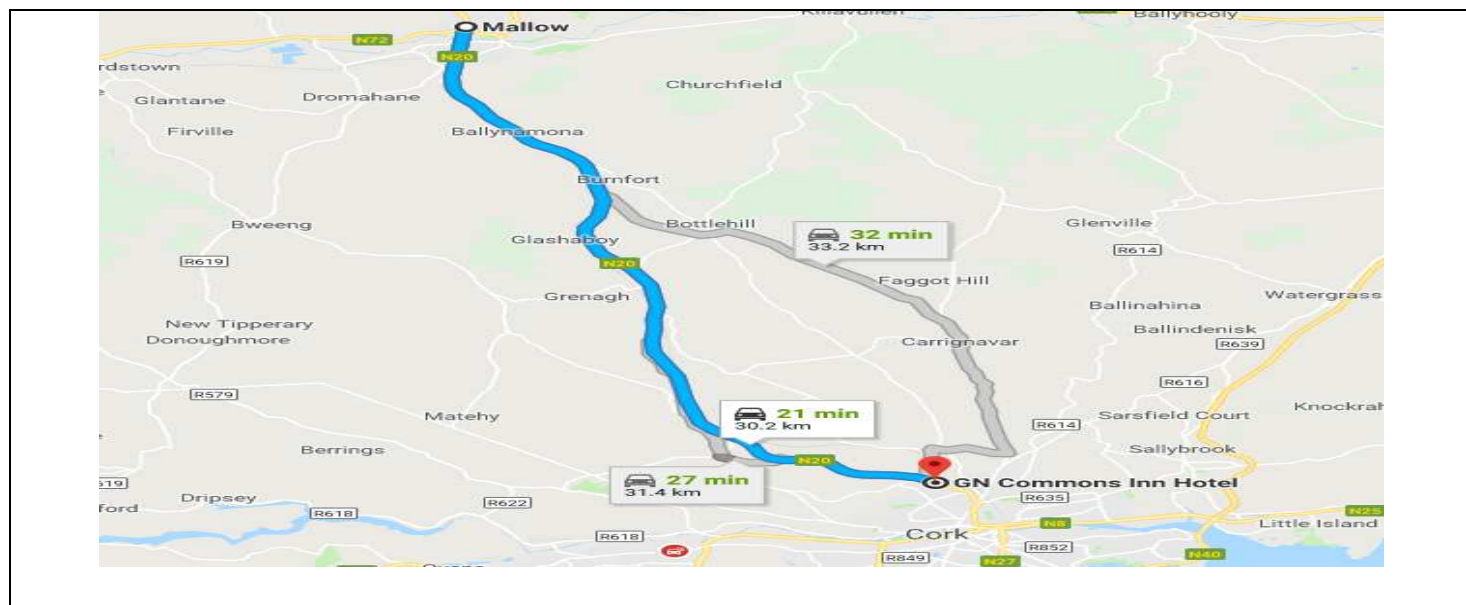 Killavullen
Ballyhooly
Mallow
N72
N20
rdstown
Churchfield
Glantane
Dromahane
Firville
Ballynamona
Burnfort
Bweeng
Bottlehill
Glenville
32 min
33.2 km
R614
Glashaboy
R619
N20
Faggot Hill
Grenagh
Ballinahina
Watergrass
New Tipperary
Donoughmore
Ballindenisk
Carrignavar
R639
R616
R579
Matehy
21 min
30.2 km
Sarsfield Court
Knockrah
R614
Berrings
Sallybrook
N20
27 min
31.4 km
619
GN Commons Inn Hotel
Dripsey
R622
R635
ford
R618
N25
Little Island
N8
Cork
R618
R852
R849
N40
N27